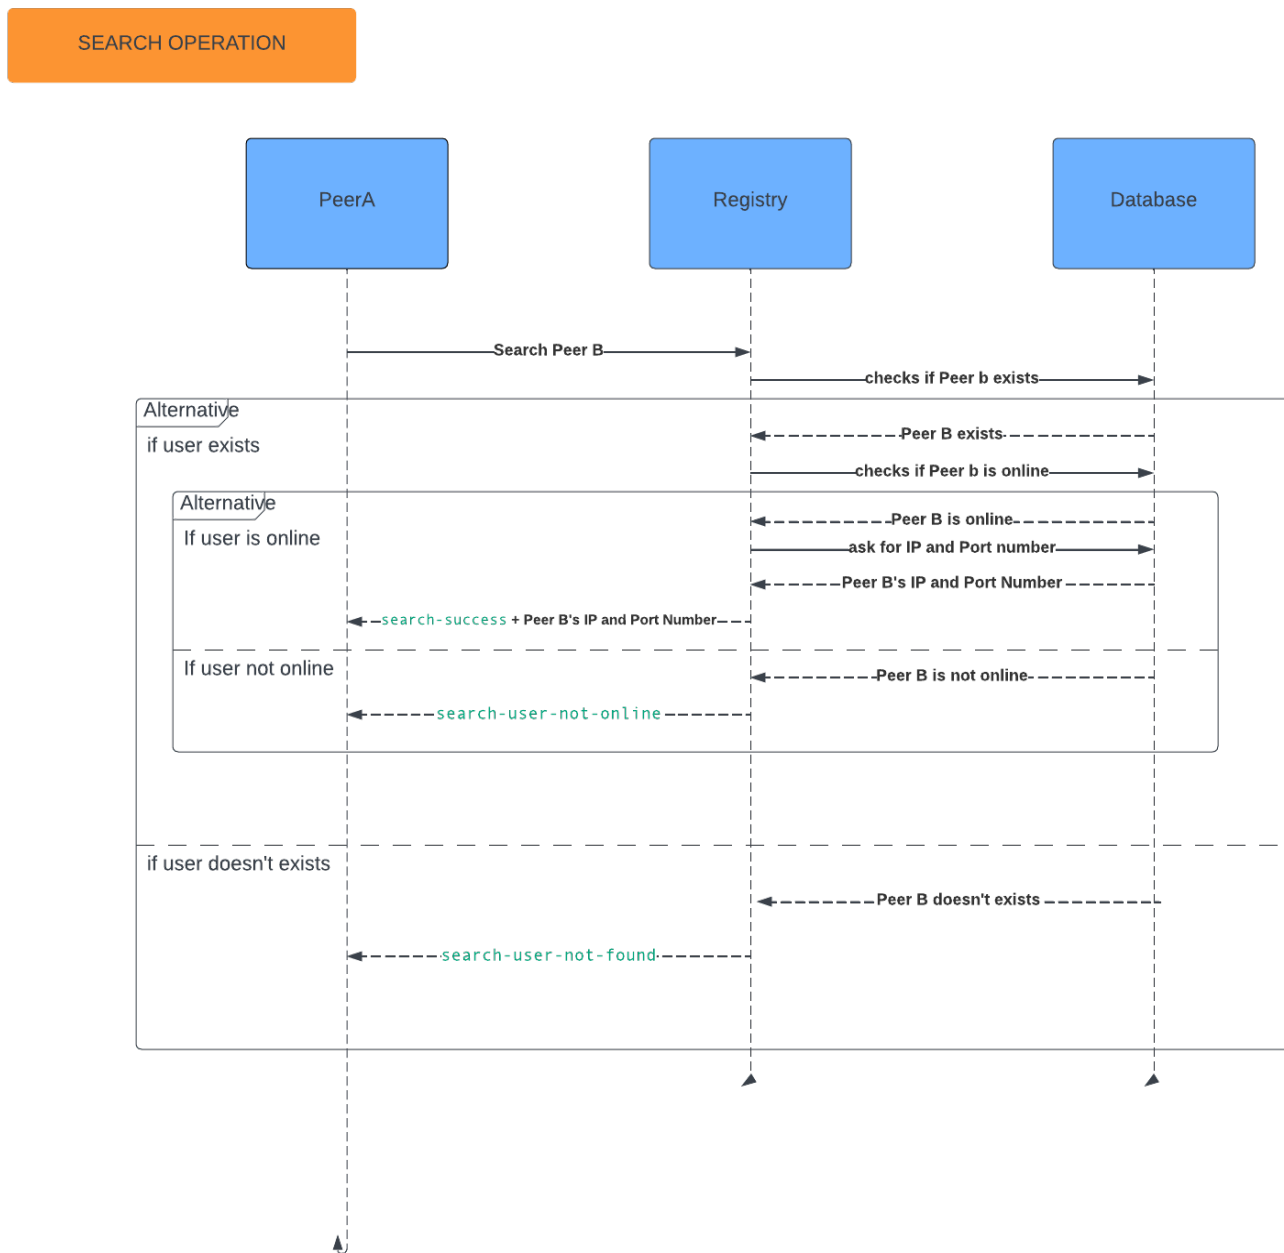 SEARCH OPERATION
PeerA
Registry
Database
Search Peer B
checks if Peer b exists
Alternative
if user exists
Peer B exists
checks if Peer b is online
Alternative
If user is online
Peer B is online
ask for IP and Port number
Peer B's IP and Port Number
search-success + Peer B's IP and Port Number
If user not online
Peer B is not online
search-user-not-online
if user doesn't exists
Peer B doesn't exists
search-user-not-found